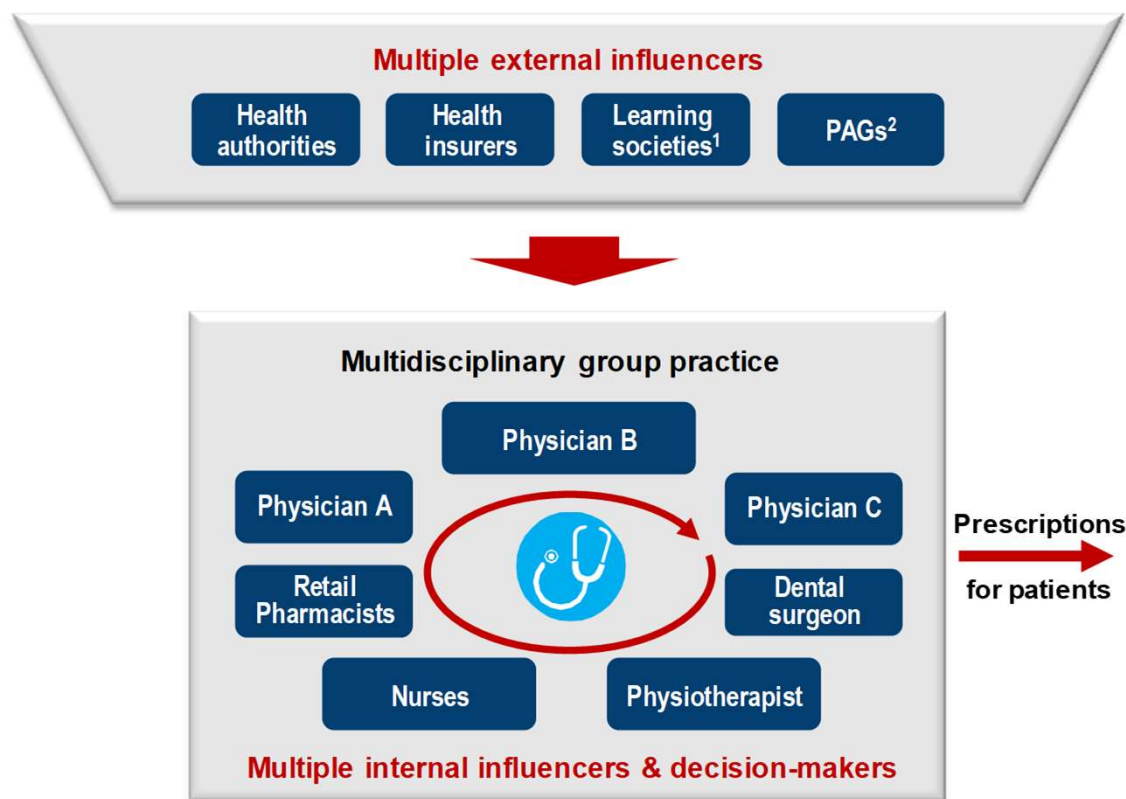 Multiple external influencers
Health
authorities
Health
insurers
Learning
societies¹
PAGs²
Multidisciplinary group practice
Physician B
Physician A
Physician C
Retail
Pharmacists
Dental
surgeon
Nurses
Physiotherapist
Multiple internal influencers & decision-makers
Prescriptions
for patients